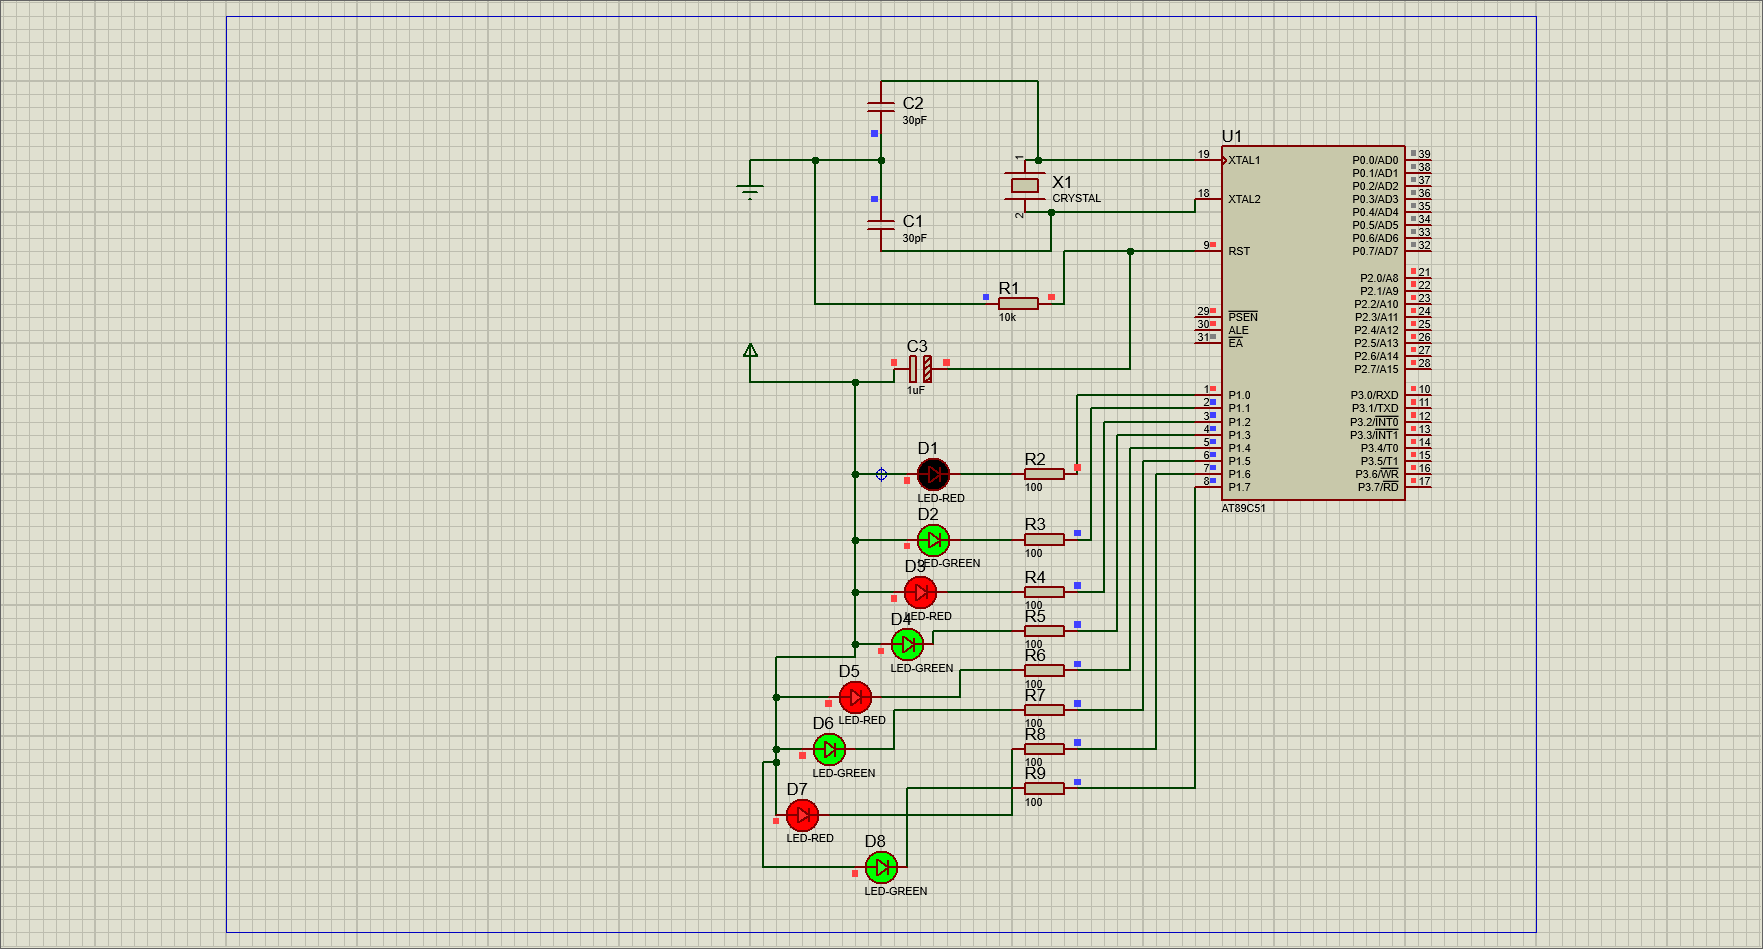 C2
30pF
C1
30pF
1
X1
CRYSTAL
2
R1
10k
C3
1uF
U1
19
XTAL1
18
XTAL2
9
RST
29
PSEN
30
ALE
31
EA
1
P1.0
2
P1.1
3
P1.2
4
P1.3
5
P1.4
6
P1.5
7
P1.6
8
P1.7
P0.0/AD0
39
P0.1/AD1
38
P0.2/AD2
37
P0.3/AD3
36
P0.4/AD4
35
P0.5/AD5
34
P0.6/AD6
33
P0.7/AD7
32
P2.0/A8
21
P2.1/A9
22
P2.2/A10
23
P2.3/A11
24
P2.4/A12
25
P2.5/A13
26
P2.6/A14
27
P2.7/A15
28
P3.0/RXD
10
P3.1/TXD
11
P3.2/INT0
12
P3.3/INT1
13
P3.4/T0
14
P3.5/T1
15
P3.6/WR
16
P3.7/RD
17
AT89C51
D1
LED-RED
R2
100
D2
LED-GREEN
R3
100
D3
LED-RED
R4
100
D4
LED-GREEN
R5
100
D5
LED-RED
R6
100
D6
LED-GREEN
R7
100
D7
LED-RED
R8
100
D8
LED-GREEN
R9
100